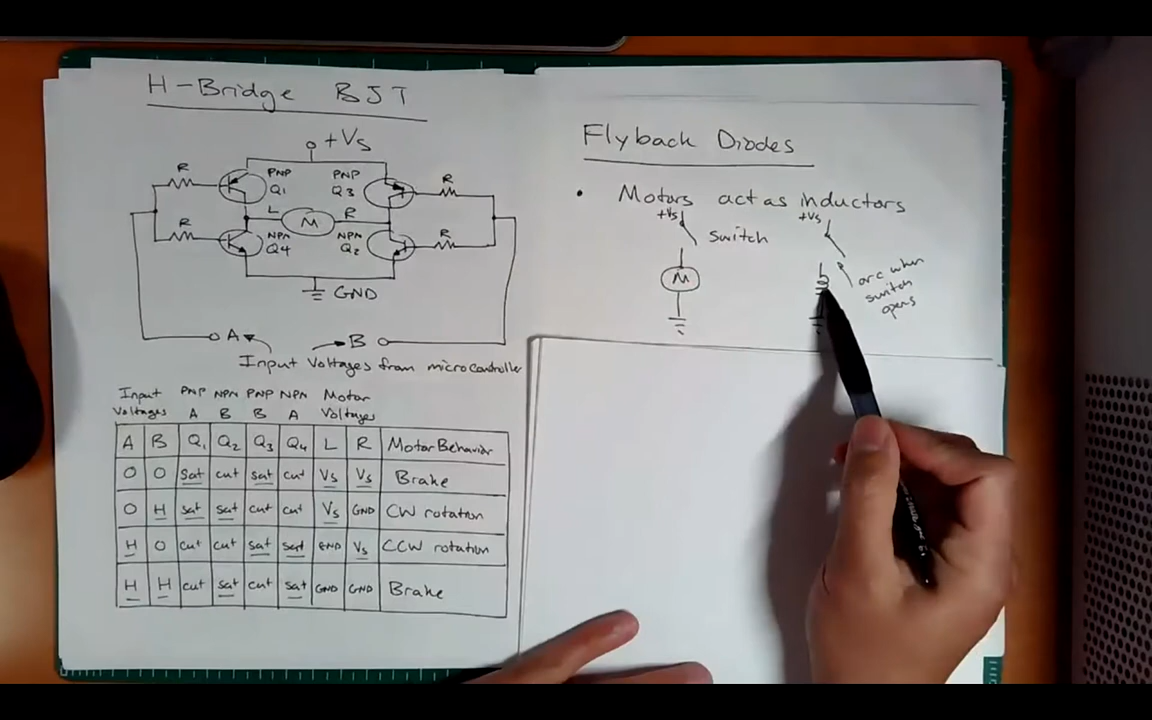 H-Bridge BJT
+Vs
R
PNP
Q1
PNP
Q3
R
L
M
R
R
NPN
Q4
NPN
Q2
R
GND
A
B
Input Voltages from microcontroller
Input PNP NPN PNP NPN Motor
Voltages A B B A Voltages
A B Q1 Q2 Q3 Q4 L R Motor Behavior
0 0 sat cut sat cut Vs Vs Brake
0 H sat sat cut cut Vs GND CW rotation
H 0 cut cut sat sat GND Vs CCW rotation
H H cut sat cut sat GND GND Brake
Flyback Diodes
• Motors act as inductors
+Vs
switch
M
+Vs
arc when
switch
opens